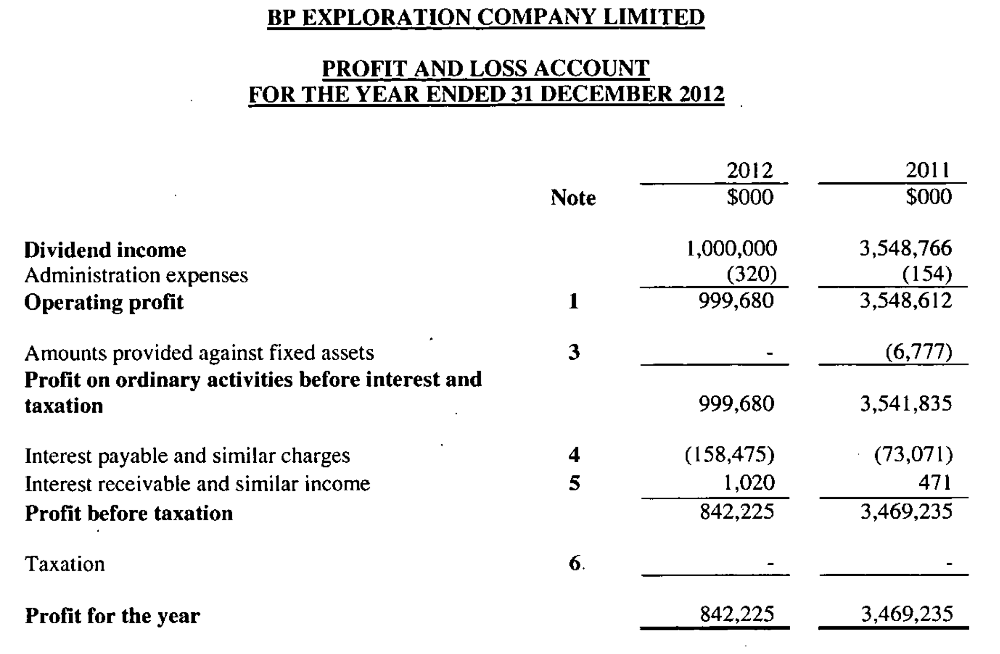 BP EXPLORATION COMPANY LIMITED
PROFIT AND LOSS ACCOUNT
FOR THE YEAR ENDED 31 DECEMBER 2012
2012 2011
Note $000 $000
Dividend income 1,000,000 3,548,766
Administration expenses (320) (154)
Operating profit 1 999,680 3,548,612
Amounts provided against fixed assets 3 - (6,777)
Profit on ordinary activities before interest and
taxation 999,680 3,541,835
Interest payable and similar charges 4 (158,475) (73,071)
Interest receivable and similar income 5 1,020 471
Profit before taxation 842,225 3,469,235
Taxation 6. - -
Profit for the year 842,225 3,469,235